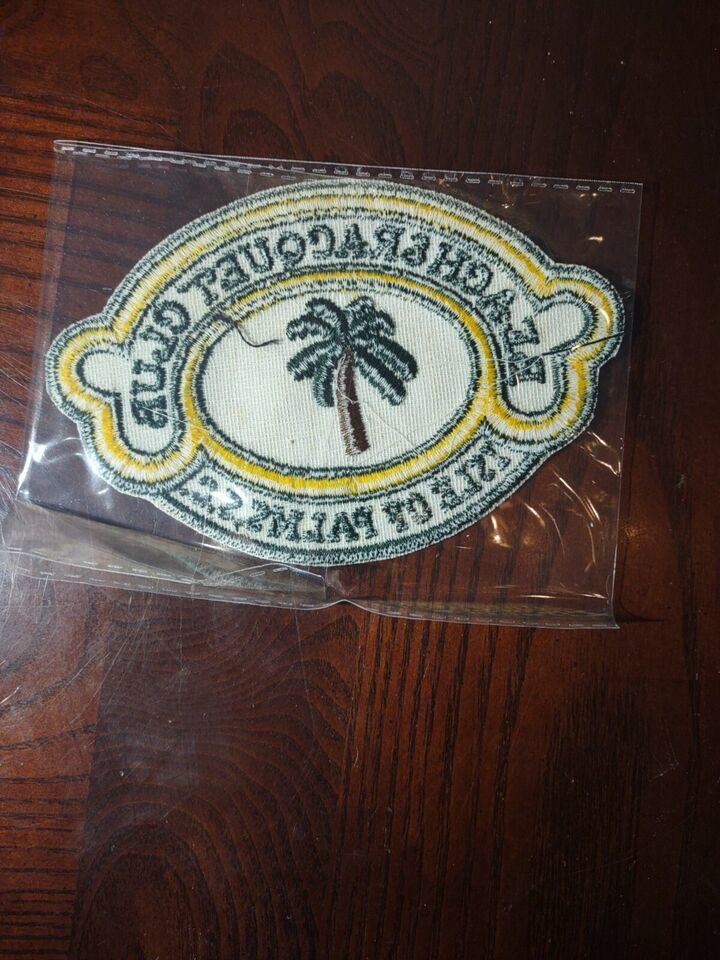 BEACH & RACQUET CLUB
ISLE OF PALMS S.C.